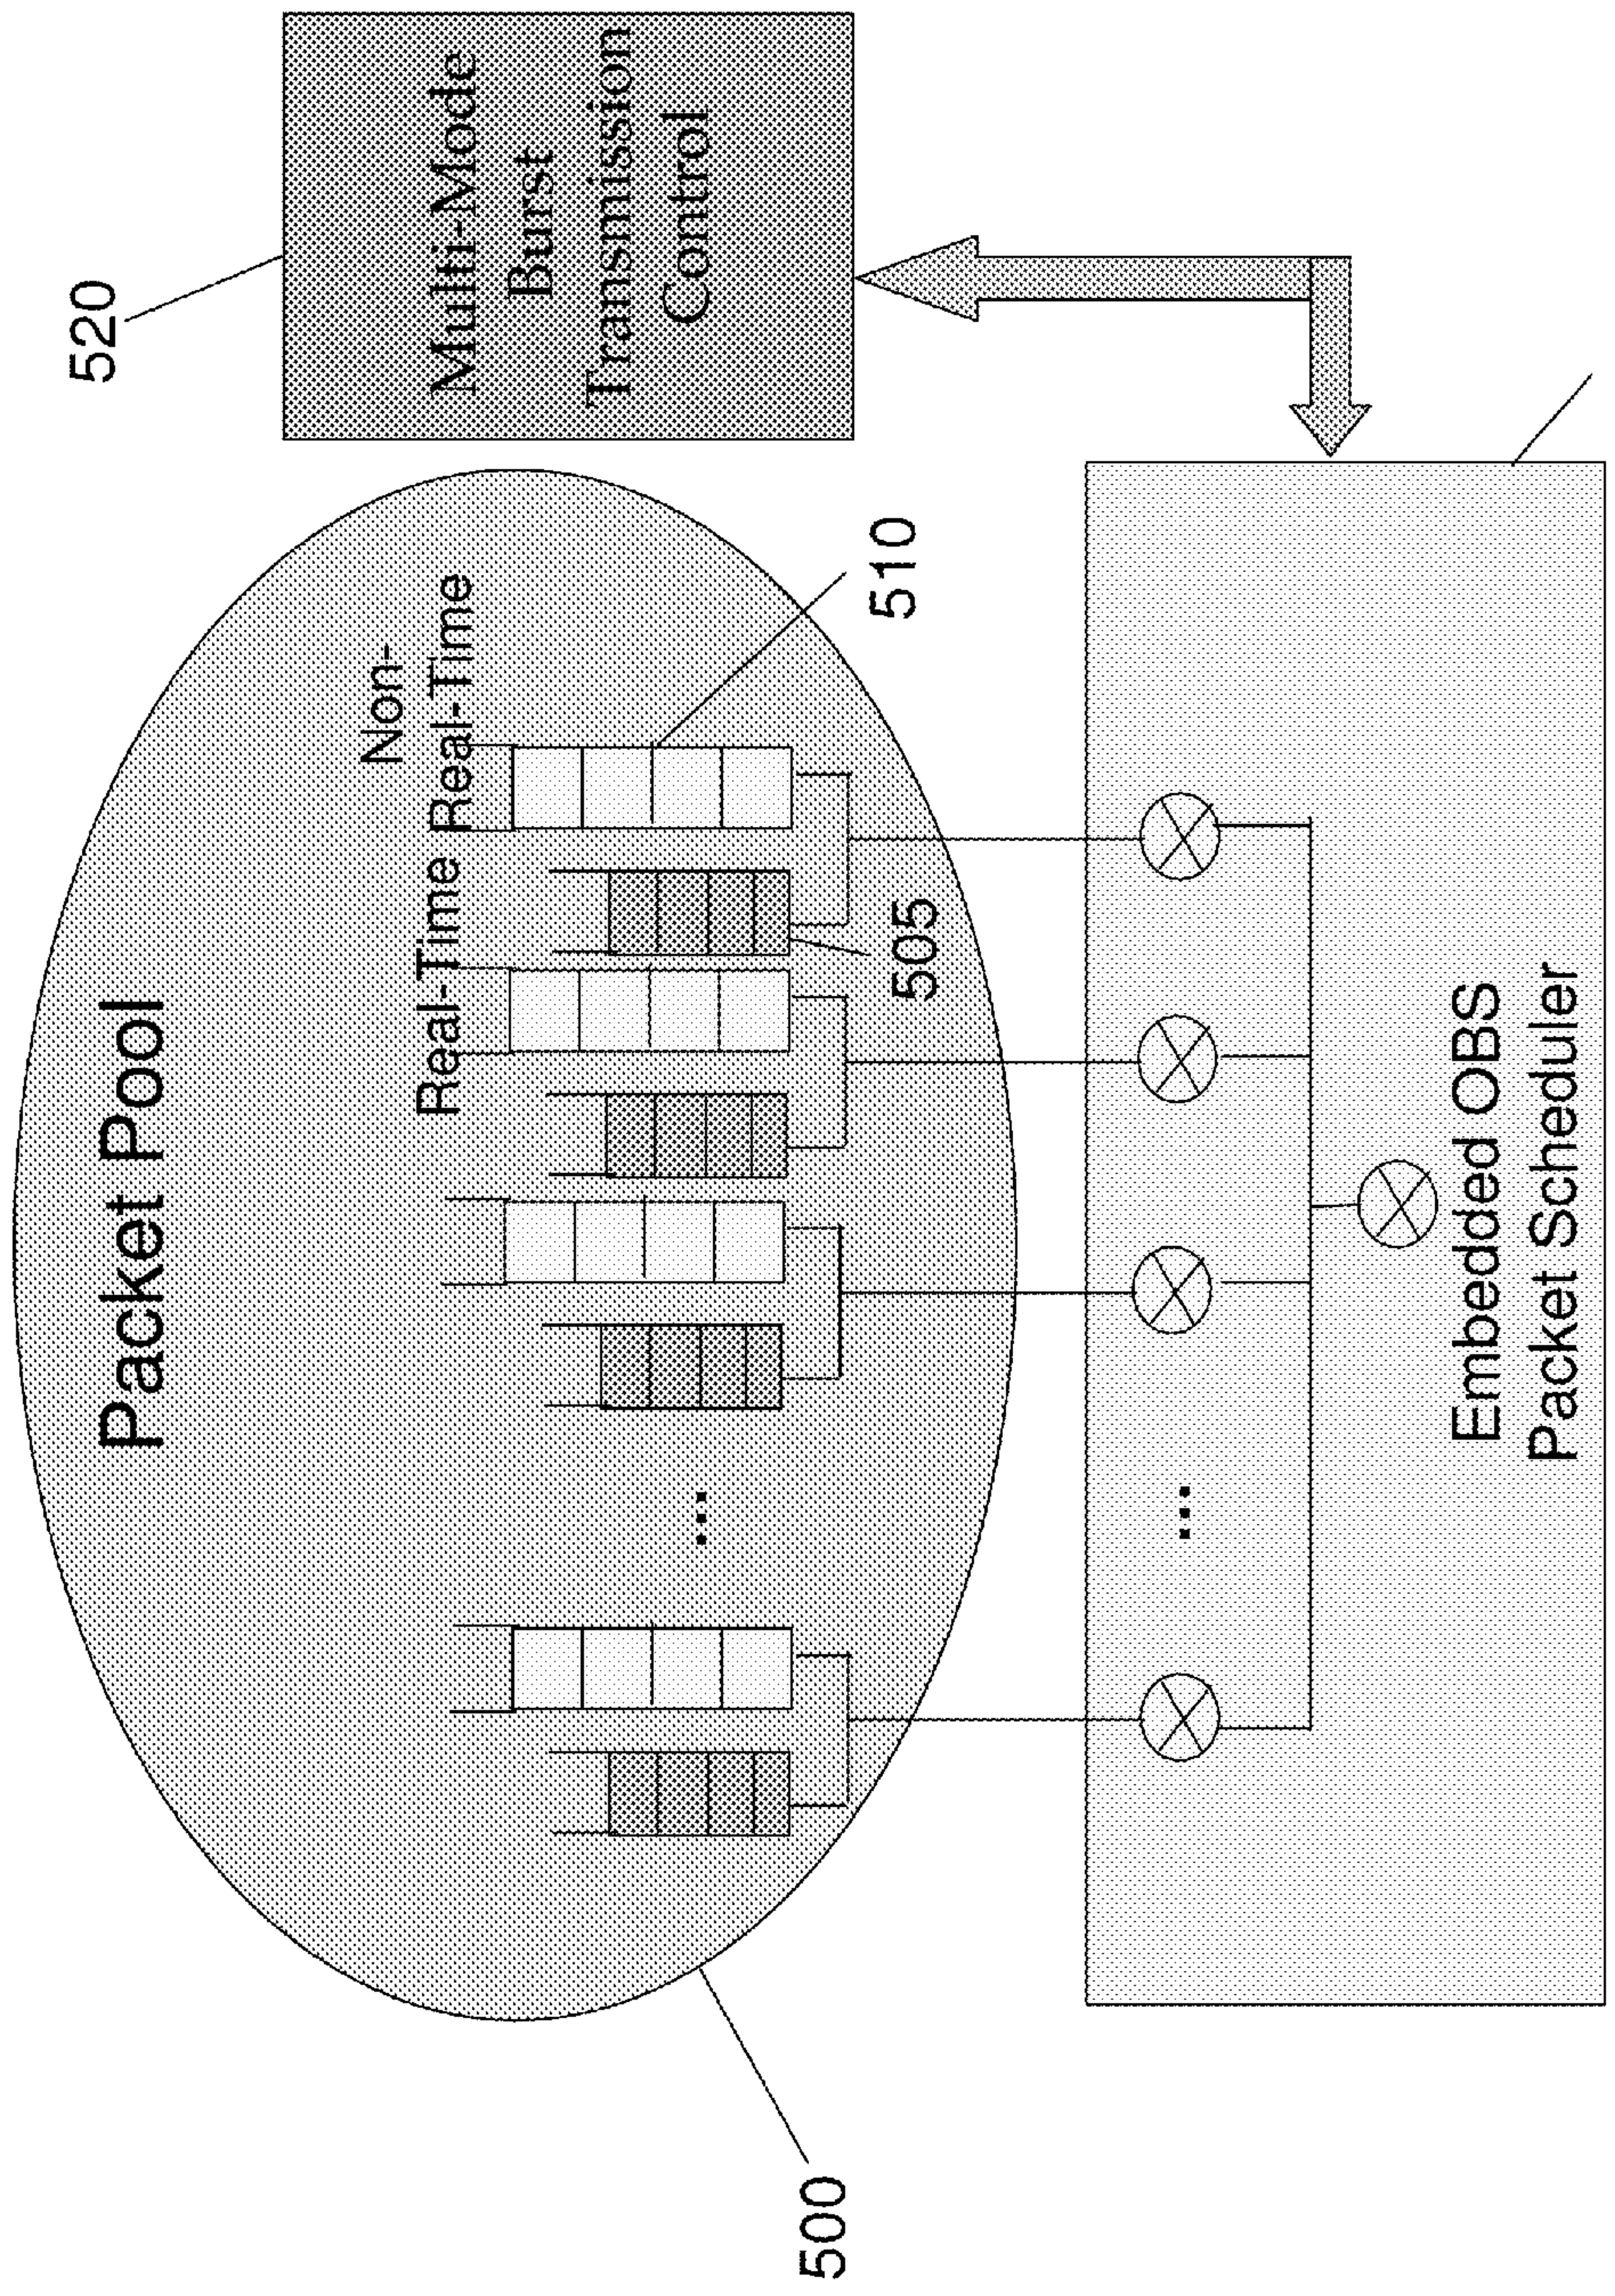 Packet Pool
Non-
Real-Time Real-Time
510
505
500
520
Multi-Mode
Burst
Transmission
Control
...
...
Embedded OBS
Packet Scheduler